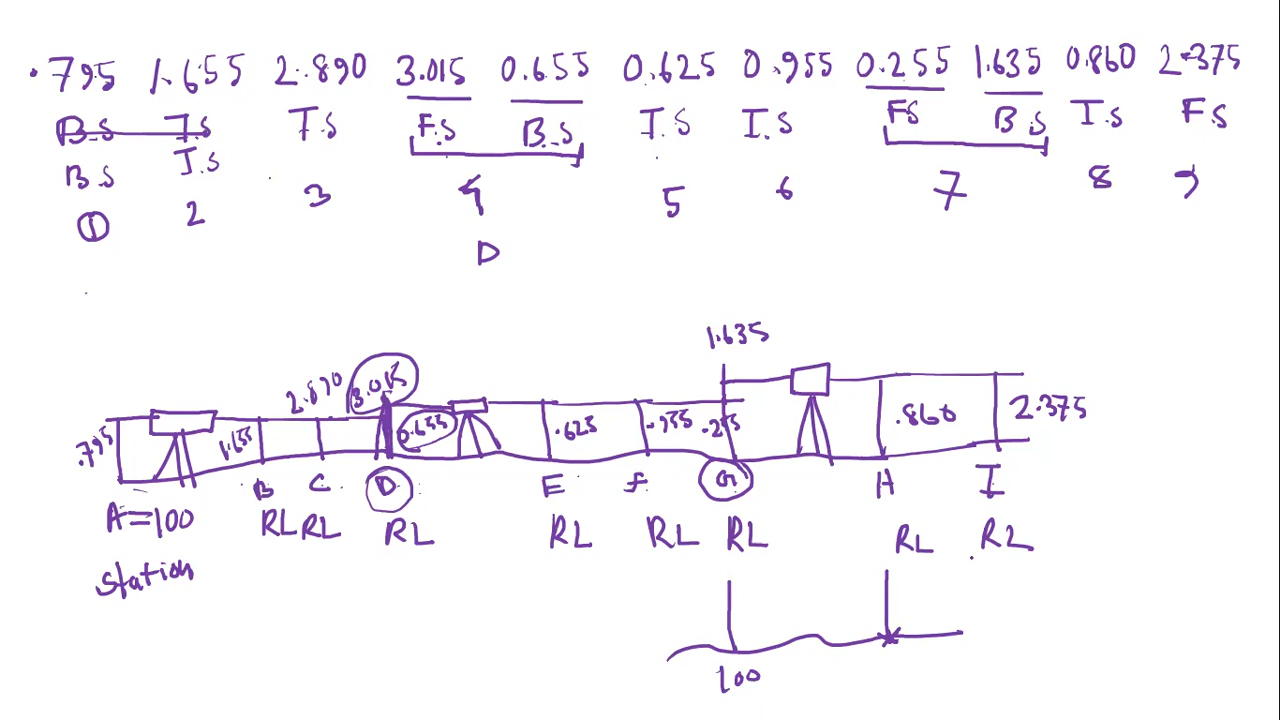 .795 1.655 2.890 3.015 0.655 0.625 0.955 0.255 1.635 0.860 2.375
B.S I.S I.S F.S B.S I.S I.S FS B.S I.S F.S
B.S I.S
1 2 3 4 5 6 7 8 9
D
1.635
.795 1.655 2.890 3.015 0.655 .625 .955 .255 .860 2.375
B C D E F G H I
A=100 RL RL RL RL RL RL RL RL
Station
100